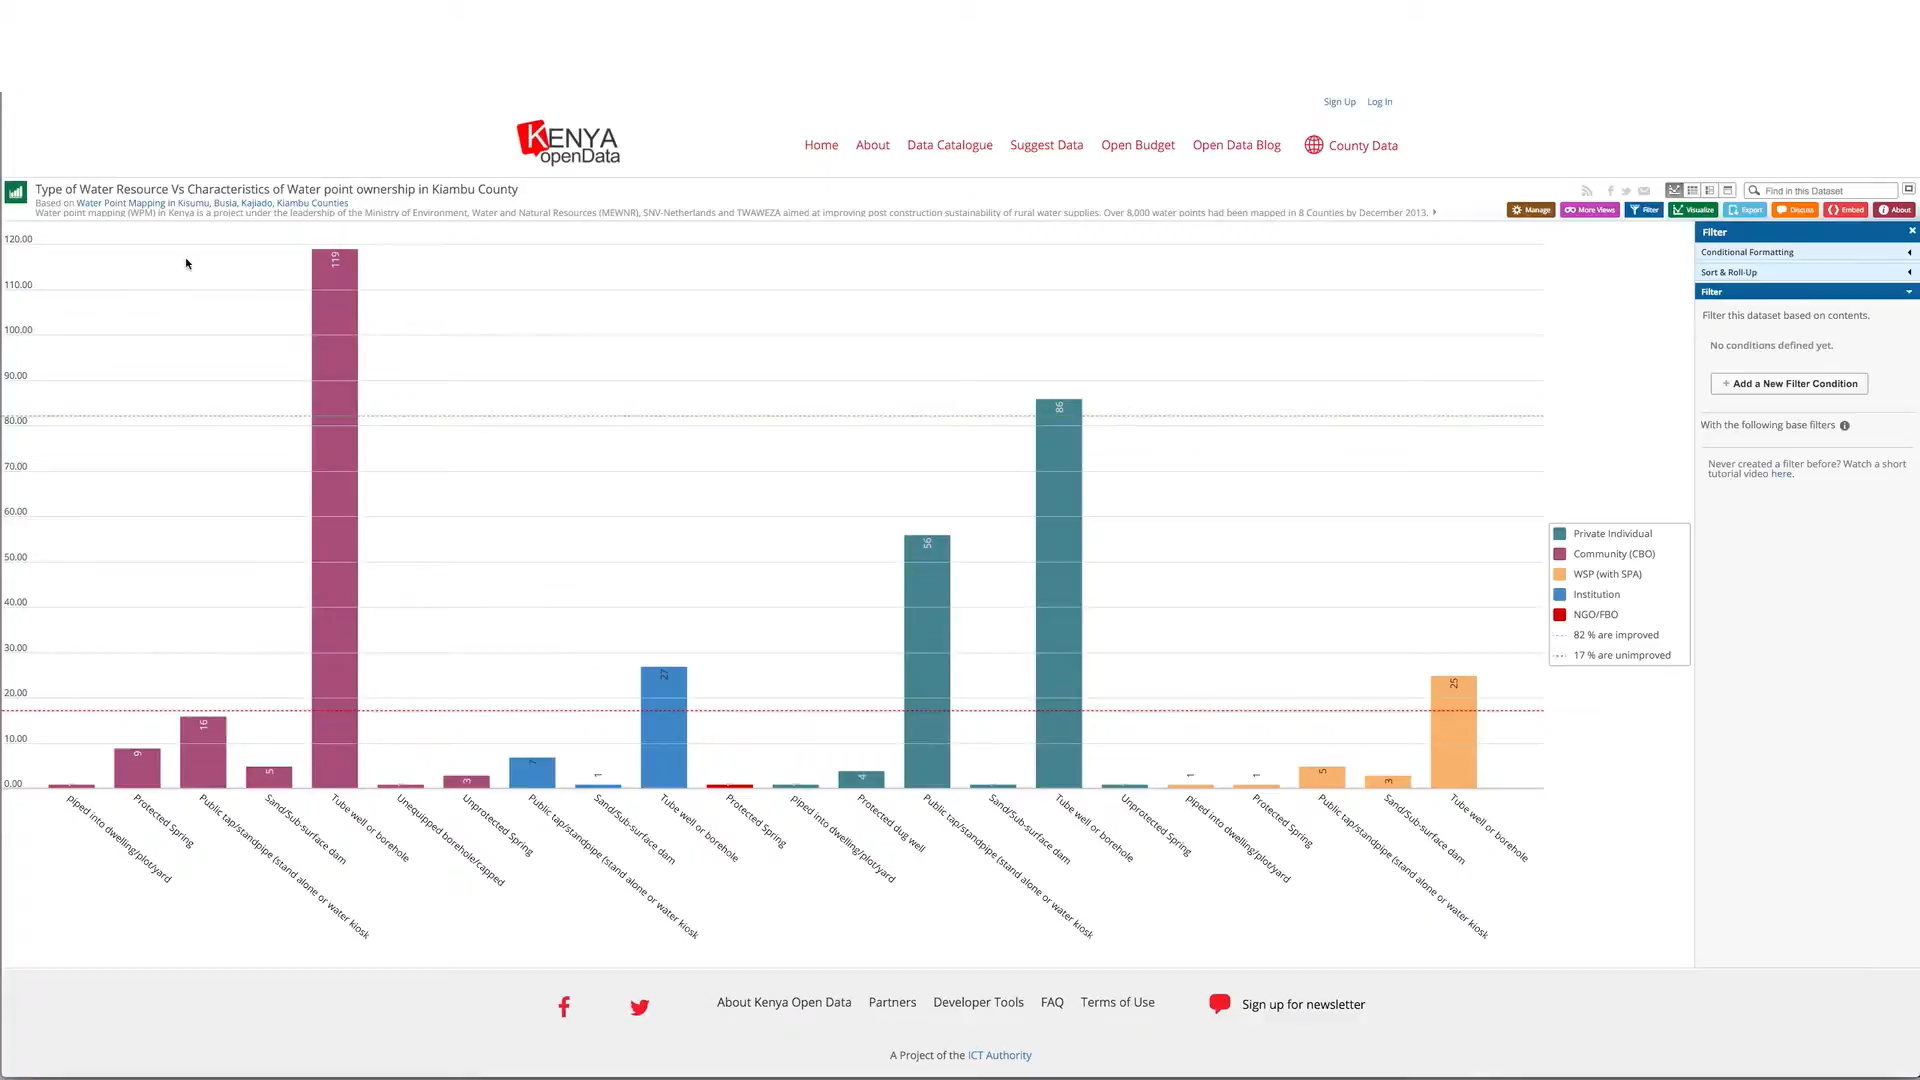 Sign Up Log In
KENYA
openData
Home About Data Catalogue Suggest Data Open Budget Open Data Blog County Data
Type of Water Resource Vs Characteristics of Water point ownership in Kiambu County
Based on Water Point Mapping in Kisumu, Busia, Kajiado, Kiambu Counties
Water point mapping (WPM) in Kenya is a project under the leadership of the Ministry of Environment, Water and Natural Resources (MEWNR), SNV-Netherlands and TWAWEZA aimed at improving post construction sustainability of rural water supplies. Over 8,000 water points had been mapped in 8 Counties by December 2013.
Find in this Dataset
Manage More Views Filter Visualize Export Discuss Embed About
Filter
Conditional Formatting
Sort & Roll-Up
Filter
Filter this dataset based on contents.
No conditions defined yet.
+ Add a New Filter Condition
With the following base filters
Never created a filter before? Watch a short
tutorial video here.
120.00
110.00
100.00
90.00
80.00
70.00
60.00
50.00
40.00
30.00
20.00
10.00
0.00
9
16
5
119
3
7
1
27
4
56
86
1
1
5
3
25
Private Individual
Community (CBO)
WSP (with SPA)
Institution
NGO/FBO
82 % are improved
17 % are unimproved
piped into dwelling/plot/yard
Protected Spring
Public tap/standpipe (stand alone or water kiosk
Sand/Sub-surface dam
Tube well or borehole
Unequipped borehole/capped
Unprotected Spring
Public tap/standpipe (stand alone or water kiosk
Sand/Sub-surface dam
Tube well or borehole
Protected Spring
piped into dwelling/plot/yard
Protected dug well
Public tap/standpipe (stand alone or water kiosk
Sand/Sub-surface dam
Tube well or borehole
Unprotected Spring
piped into dwelling/plot/yard
Protected Spring
Public tap/standpipe (stand alone or water kiosk
Sand/Sub-surface dam
Tube well or borehole
About Kenya Open Data Partners Developer Tools FAQ Terms of Use Sign up for newsletter
A Project of the ICT Authority